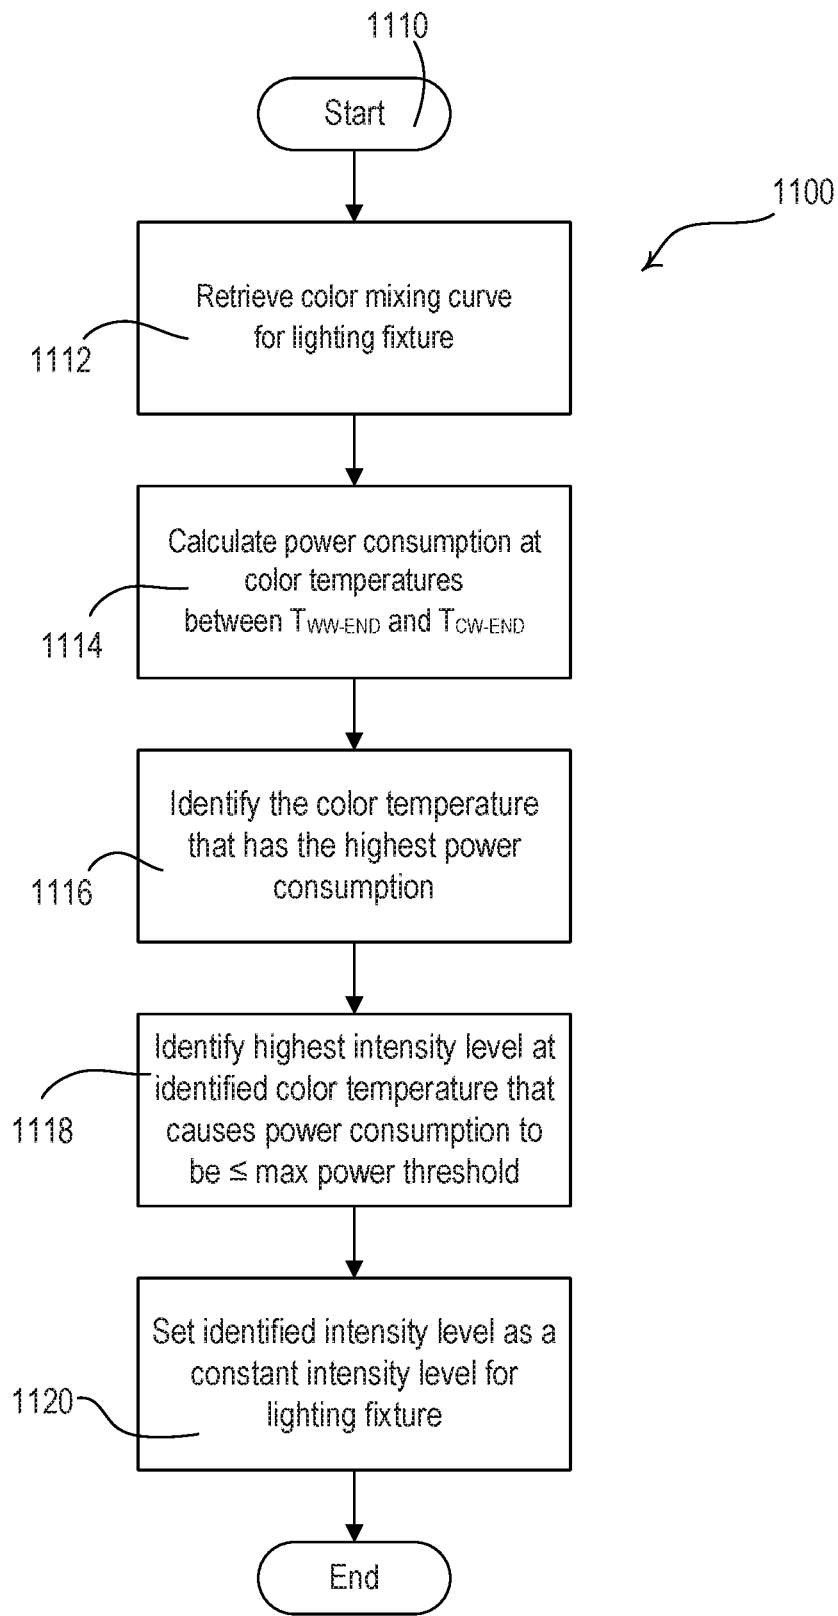 1110
Start
1100
Retrieve color mixing curve
for lighting fixture
1112
Calculate power consumption at
color temperatures
between TWW-END and TCW-END
1114
Identify the color temperature
that has the highest power
consumption
1116
Identify highest intensity level at
identified color temperature that
causes power consumption to
be ≦ max power threshold
1118
Set identified intensity level as a
constant intensity level for
lighting fixture
1120
End